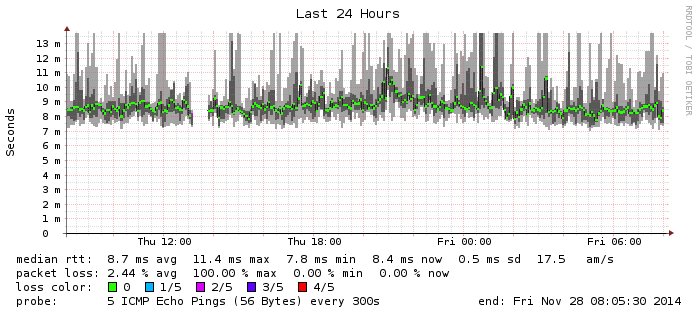 Last 24 Hours
RRDTOOL / TOBI OETIKER
Seconds
13 m
12 m
11 m
10 m
9 m
8 m
7 m
6 m
5 m
4 m
3 m
2 m
1 m
0
Thu 12:00 Thu 18:00 Fri 00:00 Fri 06:00
median rtt: 8.7 ms avg 11.4 ms max 7.8 ms min 8.4 ms now 0.5 ms sd 17.5 am/s
packet loss: 2.44 % avg 100.00 % max 0.00 % min 0.00 % now
loss color: 0 1/5 2/5 3/5 4/5
probe: 5 ICMP Echo Pings (56 Bytes) every 300s end: Fri Nov 28 08:05:30 2014